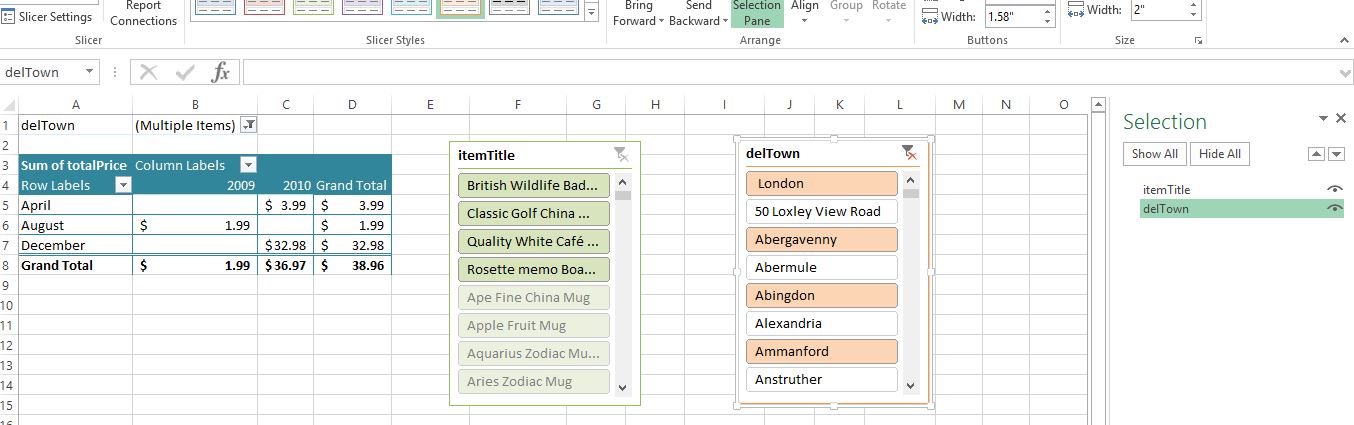 Slicer Settings
Report
Connections
Slicer
Slicer Styles
Bring
Forward
Send
Backward
Selection
Pane
Align
Group
Rotate
Arrange
Width: 1.58"
Buttons
Width: 2"
Size
delTown
fx
A B C D E F G H I J K L M N O
1 delTown (Multiple Items)
2
3 Sum of totalPrice Column Labels
4 Row Labels 2009 2010 Grand Total
5 April $ 3.99 $ 3.99
6 August $ 1.99 $ 1.99
7 December $32.98 $ 32.98
8 Grand Total $ 1.99 $36.97 $ 38.96
9
10
11
12
13
14
15
itemTitle
British Wildlife Bad...
Classic Golf China ...
Quality White Café ...
Rosette memo Boa...
Ape Fine China Mug
Apple Fruit Mug
Aquarius Zodiac Mu...
Aries Zodiac Mug
delTown
London
50 Loxley View Road
Abergavenny
Abermule
Abingdon
Alexandria
Ammanford
Anstruther
Selection
Show All Hide All
itemTitle
delTown